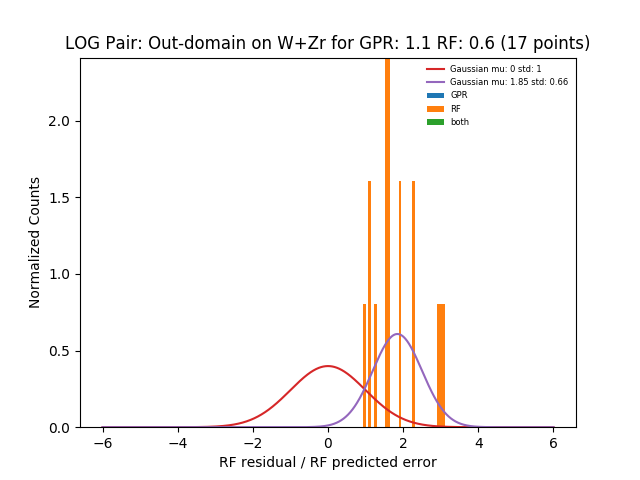 LOG Pair: Out-domain on W+Zr for GPR: 1.1 RF: 0.6 (17 points)
Gaussian mu: 0 std: 1
Gaussian mu: 1.85 std: 0.66
GPR
RF
both
Normalized Counts
2.0
1.5
1.0
0.5
0.0
−6
−4
−2
0
2
4
6
RF residual / RF predicted error